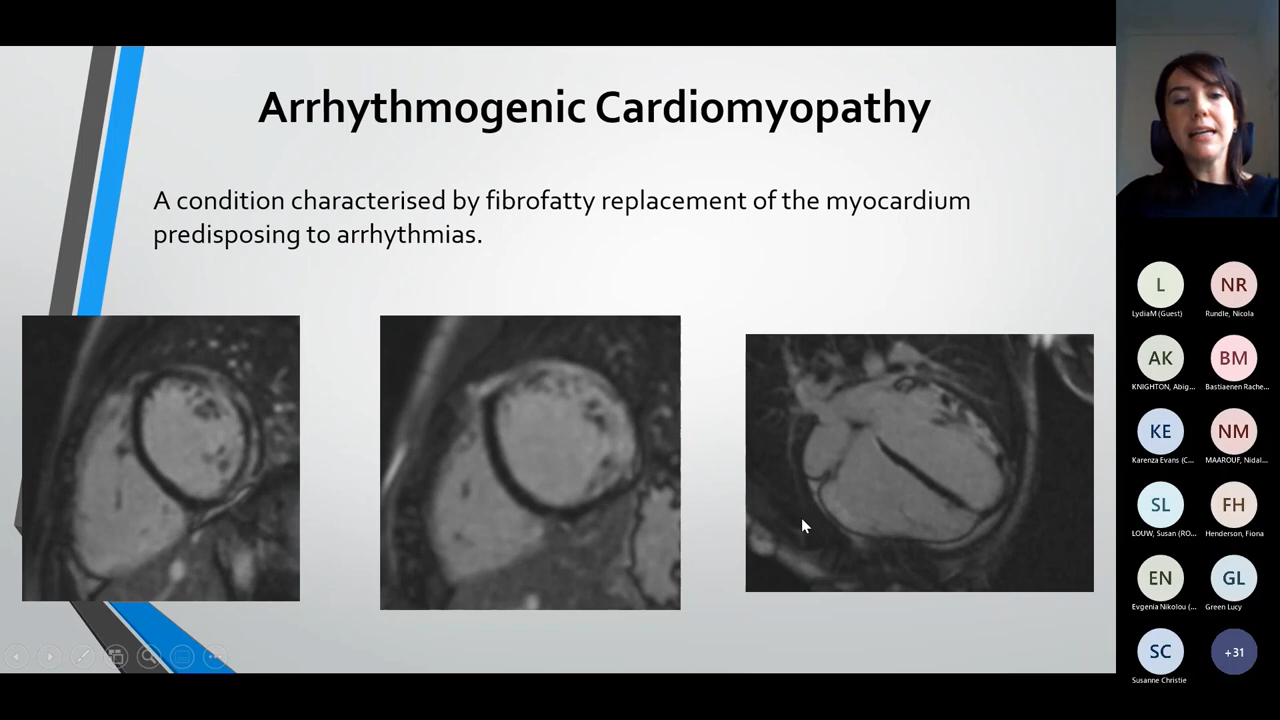 Arrhythmogenic Cardiomyopathy
A condition characterised by fibrofatty replacement of the myocardium
predisposing to arrhythmias.
L
LydiaM (Guest)
NR
Rundle, Nicola
AK
KNIGHTON, Abig...
BM
Bastiaenen Rache...
KE
Karenza Evans (C...
NM
MAAROUF, Nidal...
SL
LOUW, Susan (RO...
FH
Henderson, Fiona
EN
Evgenia Nikolou (...
GL
Green Lucy
SC
Susanne Christie
+31